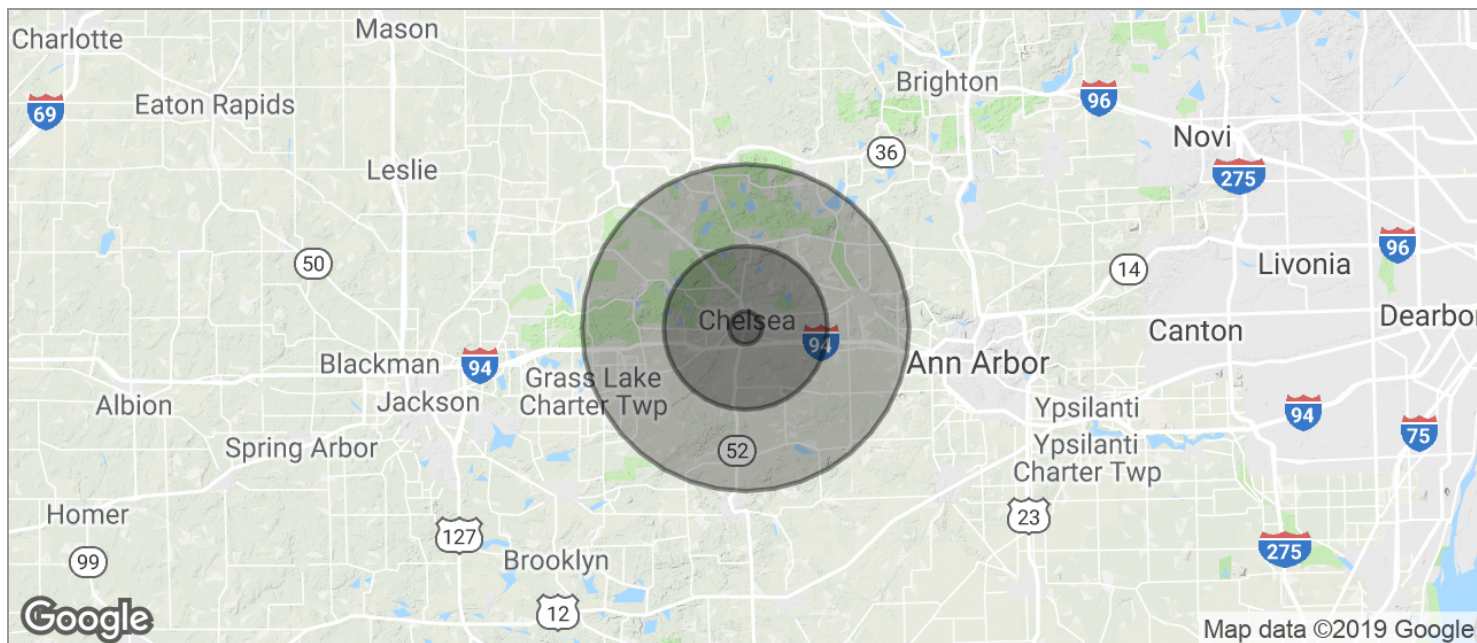 Charlotte
Mason
Brighton
69
Eaton Rapids
96
Novi
36
Leslie
275
50
96
14
Livonia
Chelsea
94
Canton
Dearbor
Blackman
94
Ann Arbor
Grass Lake
Charter Twp
Albion
Jackson
Ypsilanti
94
75
Spring Arbor
52
Ypsilanti
Charter Twp
Homer
127
23
99
Brooklyn
275
12
Google
Map data ©2019 Google